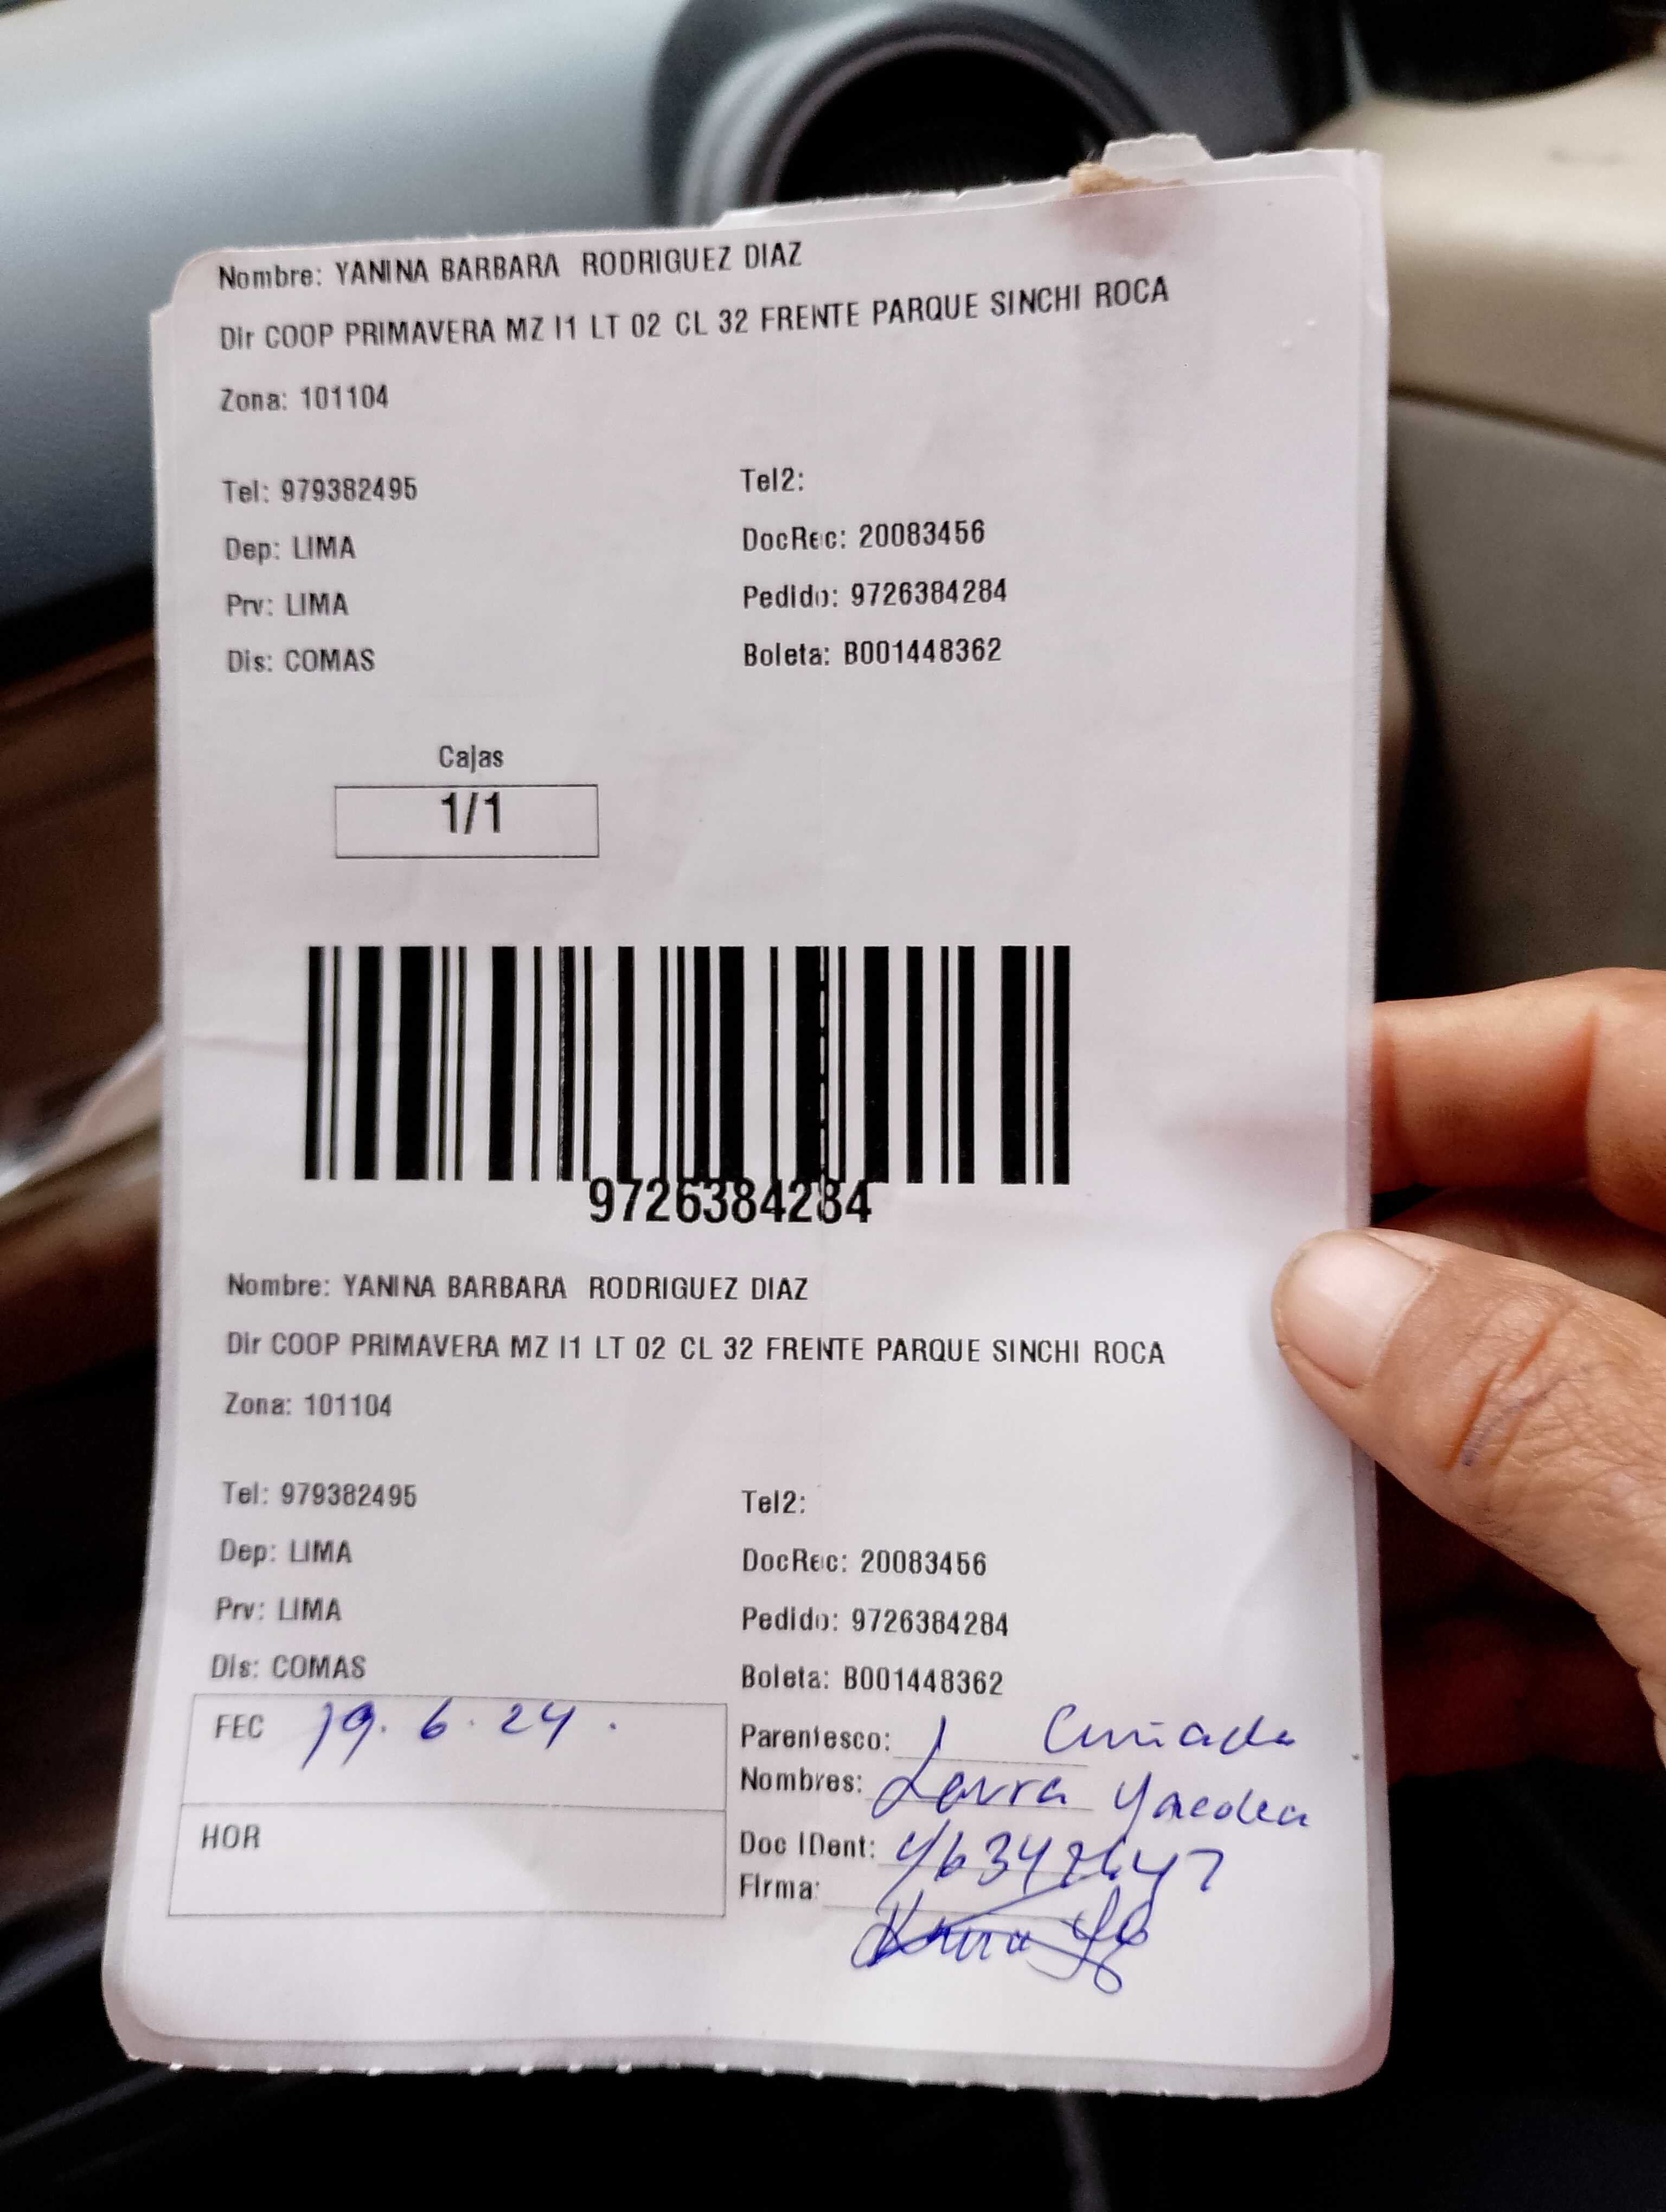 Nombre: YANINA BARBARA RODRIGUEZ DIAZ
Dir COOP PRIMAVERA MZ I1 LT 02 CL 32 FRENTE PARQUE SINCHI ROCA
Zona: 101104
Tel: 979382495 Tel2:
Dep: LIMA DocRec: 20083456
Prv: LIMA Pedido: 9726384284
Dis: COMAS Boleta: B001448362
Cajas
1/1
9726384284
Nombre: YANINA BARBARA RODRIGUEZ DIAZ
Dir COOP PRIMAVERA MZ I1 LT 02 CL 32 FRENTE PARQUE SINCHI ROCA
Zona: 101104
Tel: 979382495 Tel2:
Dep: LIMA DocRec: 20083456
Prv: LIMA Pedido: 9726384284
Dis: COMAS Boleta: B001448362
FEC 19.6.24. Parentesco: Cuñada
Nombres: Laura
HOR Doc IDent:
Firma: